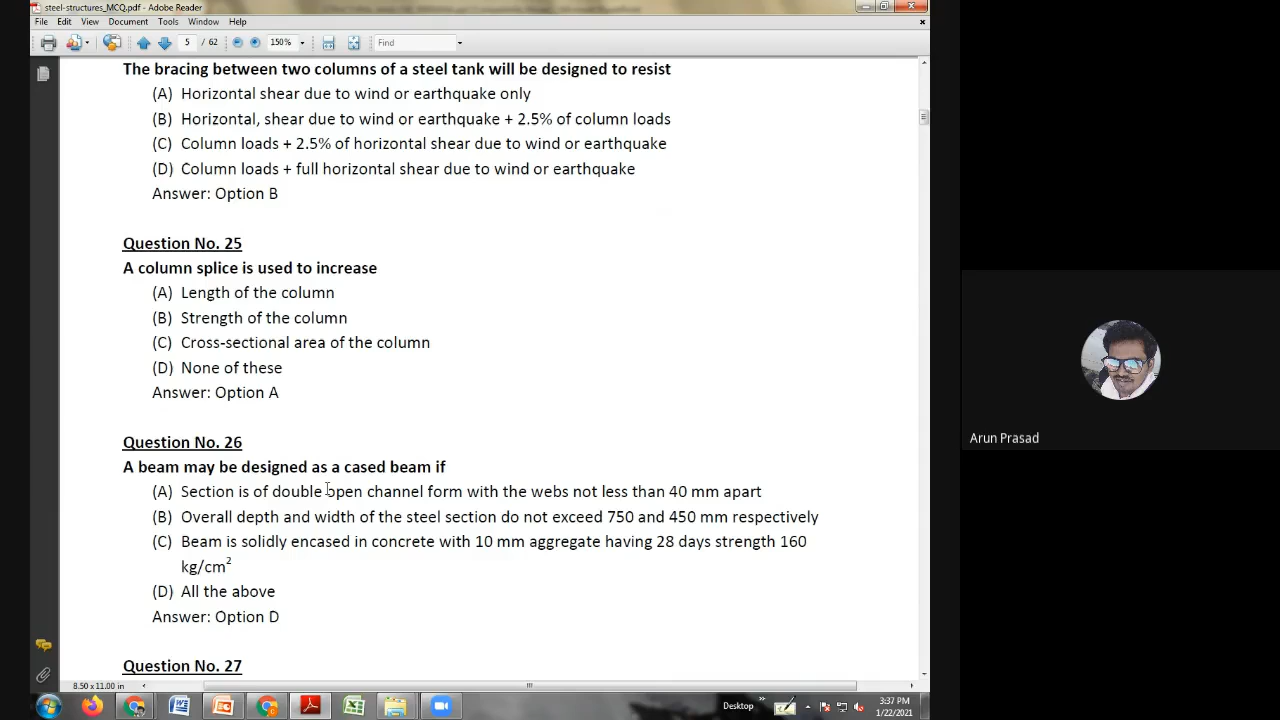 steel-structures_MCQ.pdf - Adobe Reader
File Edit View Document Tools Window Help
5 / 62 150% Find
The bracing between two columns of a steel tank will be designed to resist
(A) Horizontal shear due to wind or earthquake only
(B) Horizontal, shear due to wind or earthquake + 2.5% of column loads
(C) Column loads + 2.5% of horizontal shear due to wind or earthquake
(D) Column loads + full horizontal shear due to wind or earthquake
Answer: Option B
Question No. 25
A column splice is used to increase
(A) Length of the column
(B) Strength of the column
(C) Cross-sectional area of the column
(D) None of these
Answer: Option A
Question No. 26
A beam may be designed as a cased beam if
(A) Section is of double open channel form with the webs not less than 40 mm apart
(B) Overall depth and width of the steel section do not exceed 750 and 450 mm respectively
(C) Beam is solidly encased in concrete with 10 mm aggregate having 28 days strength 160
kg/cm²
(D) All the above
Answer: Option D
Question No. 27
8.50 x 11.00 in
Desktop
3:37 PM
1/22/2021
Arun Prasad